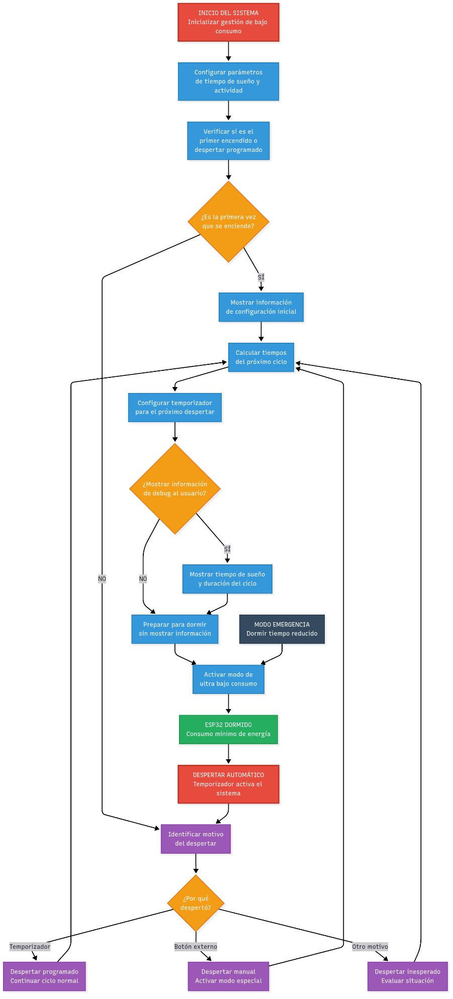 INICIO DEL SISTEMA
Inicializar gestión de bajo
consumo
Configurar parámetros
de tiempo de sueño y
actividad
Verificar si es el
primer encendido o
despertar programado
¿Es la primera vez
que se enciende?
SÍ
Mostrar información
de configuración inicial
Calcular tiempos
del próximo ciclo
Configurar temporizador
para el próximo despertar
¿Mostrar información
de debug al usuario?
SÍ
NO
NO
Mostrar tiempo de sueño
y duración del ciclo
Preparar para dormir
sin mostrar información
MODO EMERGENCIA
Dormir tiempo reducido
Activar modo de
ultra bajo consumo
ESP32 DORMIDO
Consumo mínimo de energía
DESPERTAR AUTOMÁTICO
Temporizador activa el
sistema
Identificar motivo
del despertar
¿Por qué
despertó?
Temporizador
Botón externo
Otro motivo
Despertar programado
Continuar ciclo normal
Despertar manual
Activar modo especial
Despertar inesperado
Evaluar situación